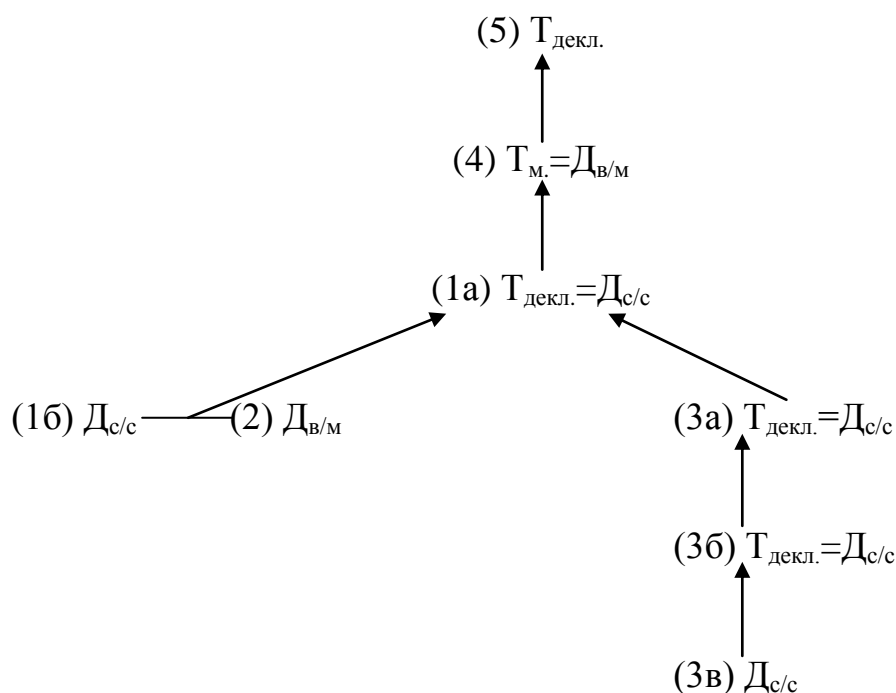 (5) Тдекл.
(4) Тм.=Дв/м
(1а) Тдекл.=Дс/с
(1б) Дс/с (2) Дв/м (3а) Тдекл.=Дс/с
(3б) Тдекл.=Дс/с
(3в) Дс/с